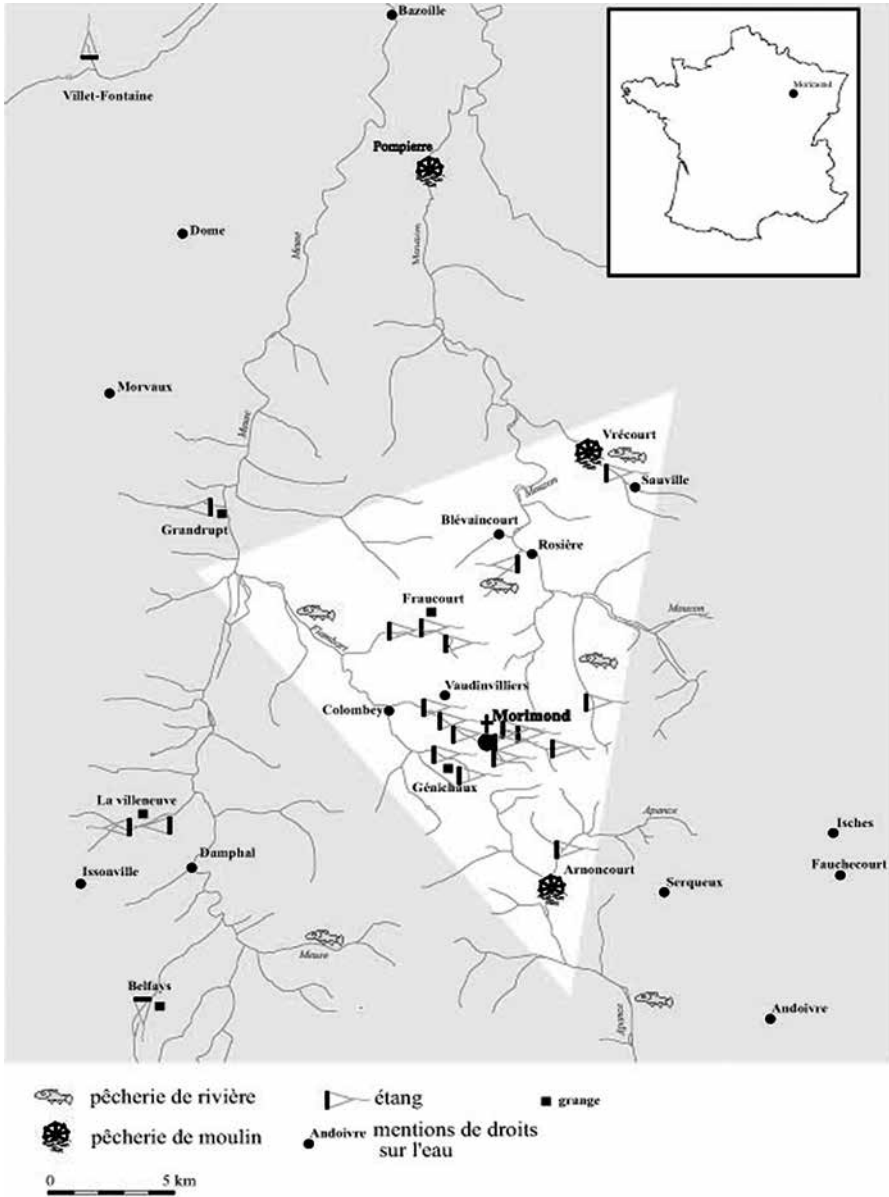 Bazoille
Villet-Fontaine
Morimond
Pompierre
Meuse
Mouzon
Dome
Morvaux
Meuse
Vrécourt
Sauville
Mouzon
Grandrupt
Blévaincourt
Rosière
Fraucourt
Flambart
Mouzon
Vaudinvilliers
Colombey
Morimond
Génichaux
La villeneuve
Apance
Isches
Issonville
Damphal
Arnoncourt
Serqueux
Fauchecourt
Meuse
Belfays
Apance
Andoivre
pêcherie de rivière
étang
grange
pêcherie de moulin
Andoivre
mentions de droits
sur l'eau
0 5 km